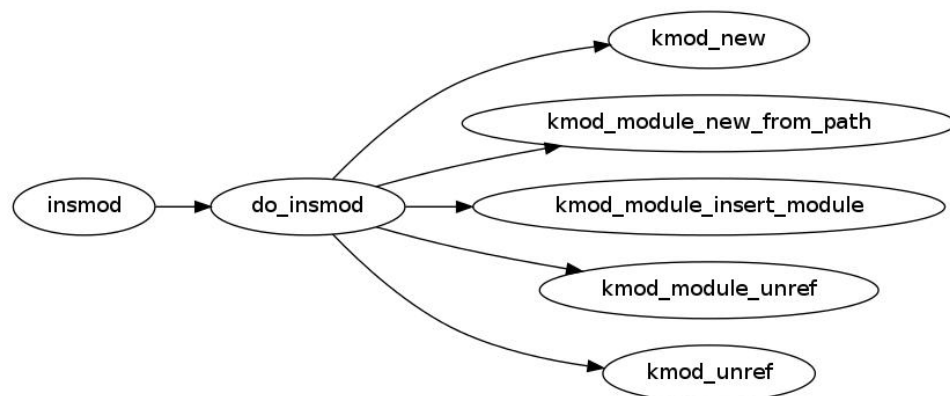 kmod_new
kmod_module_new_from_path
insmod
do_insmod
kmod_module_insert_module
kmod_module_unref
kmod_unref